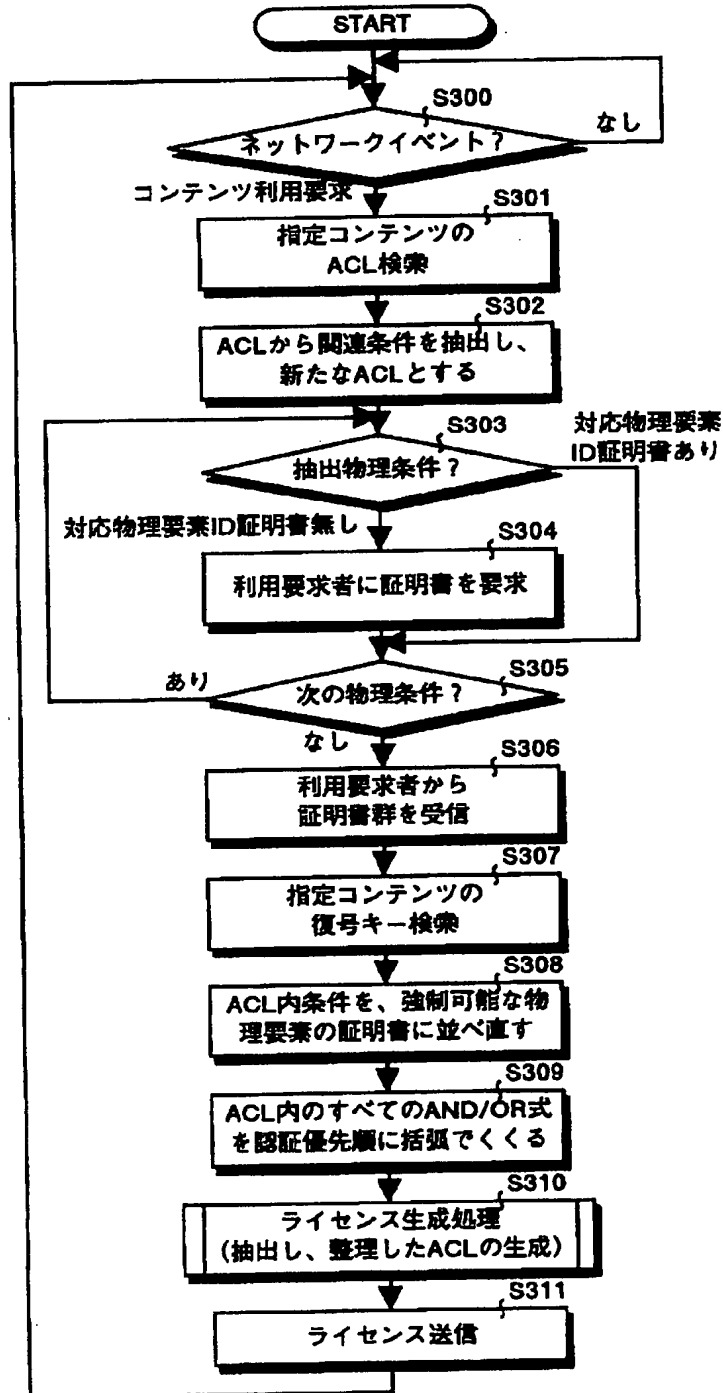 START
S300
ネットワークイベント？
なし
コンテンツ利用要求
S301
指定コンテンツの
ACL検索
S302
ACLから関連条件を抽出し、
新たなACLとする
S303
対応物理要素
ID証明書あり
抽出物理条件？
対応物理要素ID証明書無し
S304
利用要求者に証明書を要求
S305
あり
次の物理条件？
なし
S306
利用要求者から
証明書群を受信
S307
指定コンテンツの
復号キー検索
S308
ACL内条件を、強制可能な物
理要素の証明書に並べ直す
S309
ACL内のすべてのAND/OR式
を認証優先順に括弧でくくる
S310
ライセンス生成処理
（抽出し、整理したACLの生成）
S311
ライセンス送信